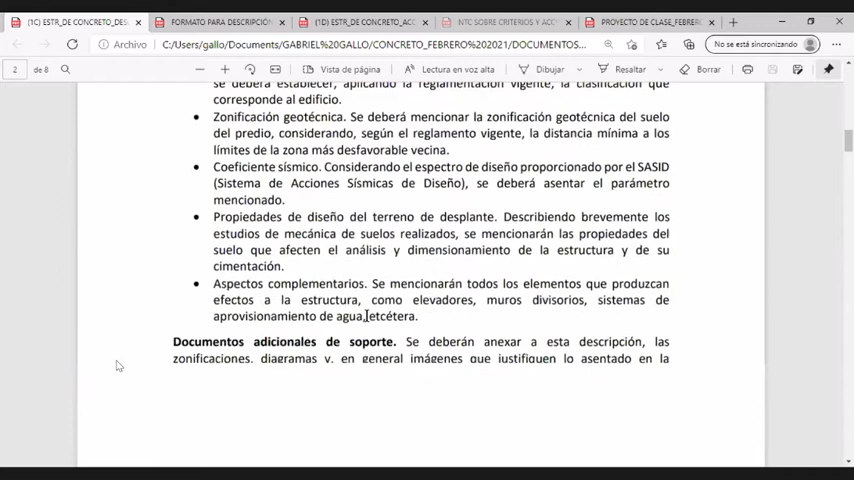 (1C) ESTR_DE CONCRETO_DES
FORMATO PARA DESCRIPCIÓN
(1D) ESTR_DE CONCRETO_ACC
NTC SOBRE CRITERIOS Y ACC
PROYECTO DE CLASE_FEBRERO
Archivo
C:/Users/gallo/Documents/GABRIEL%20GALLO/CONCRETO_FEBRERO%202021/DOCUMENTOS...
No se está sincronizando
2 de 8
Vista de página
Lectura en voz alta
Dibujar
Resaltar
Borrar
se deberá establecer, aplicando la reglamentación vigente, la clasificación que
corresponde al edificio.
• Zonificación geotécnica. Se deberá mencionar la zonificación geotécnica del suelo
del predio, considerando, según el reglamento vigente, la distancia mínima a los
límites de la zona más desfavorable vecina.
• Coeficiente sísmico. Considerando el espectro de diseño proporcionado por el SASID
(Sistema de Acciones Sísmicas de Diseño), se deberá asentar el parámetro
mencionado.
• Propiedades de diseño del terreno de desplante. Describiendo brevemente los
estudios de mecánica de suelos realizados, se mencionarán las propiedades del
suelo que afecten el análisis y dimensionamiento de la estructura y de su
cimentación.
• Aspectos complementarios. Se mencionarán todos los elementos que produzcan
efectos a la estructura, como elevadores, muros divisorios, sistemas de
aprovisionamiento de agua, etcétera.
Documentos adicionales de soporte. Se deberán anexar a esta descripción, las
zonificaciones, diagramas y, en general imágenes que justifiquen lo asentado en la